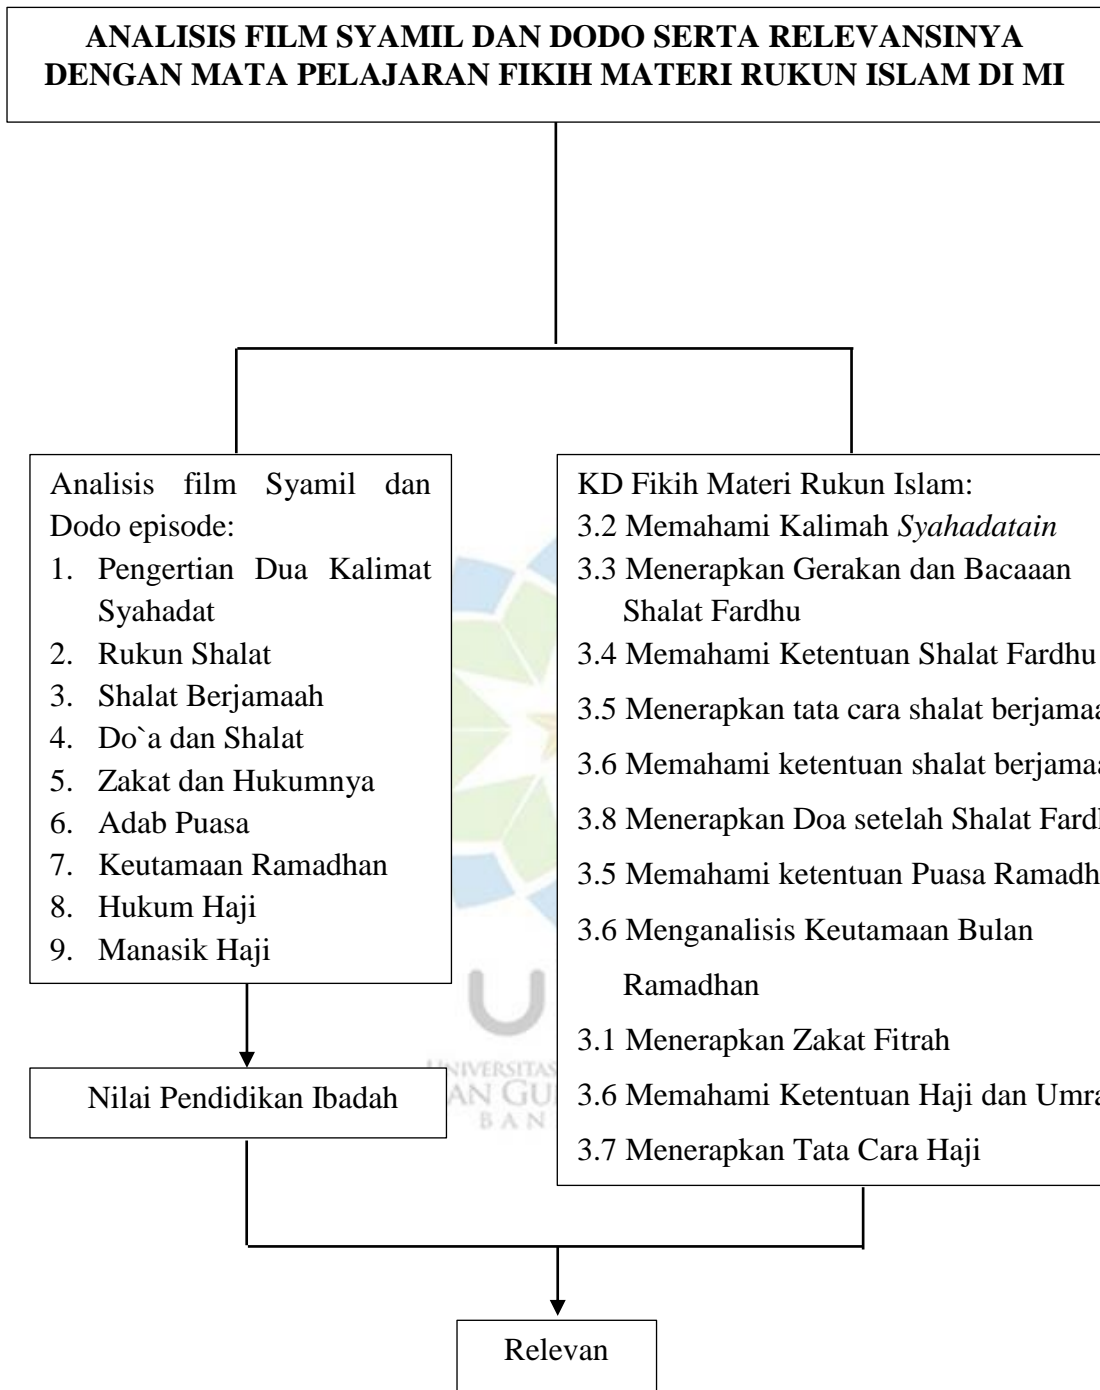 ANALISIS FILM SYAMIL DAN DODO SERTA RELEVANSINYA
DENGAN MATA PELAJARAN FIKIH MATERI RUKUN ISLAM DI MI
Analisis film Syamil dan
Dodo episode:
1. Pengertian Dua Kalimat
Syahadat
2. Rukun Shalat
3. Shalat Berjamaah
4. Do`a dan Shalat
5. Zakat dan Hukumnya
6. Adab Puasa
7. Keutamaan Ramadhan
8. Hukum Haji
9. Manasik Haji
Nilai Pendidikan Ibadah
KD Fikih Materi Rukun Islam:
3.2 Memahami Kalimah Syahadatain
3.3 Menerapkan Gerakan dan Bacaaan
Shalat Fardhu
3.4 Memahami Ketentuan Shalat Fardhu
3.5 Menerapkan tata cara shalat
3.6 Memahami ketentuan shalat
3.8 Menerapkan Doa setelah Shalat
3.5 Memahami ketentuan Puasa
3.6 Menganalisis Keutamaan Bulan
Ramadhan
3.1 Menerapkan Zakat Fitrah
3.6 Memahami Ketentuan Haji dan
3.7 Menerapkan Tata Cara Haji
Relevan